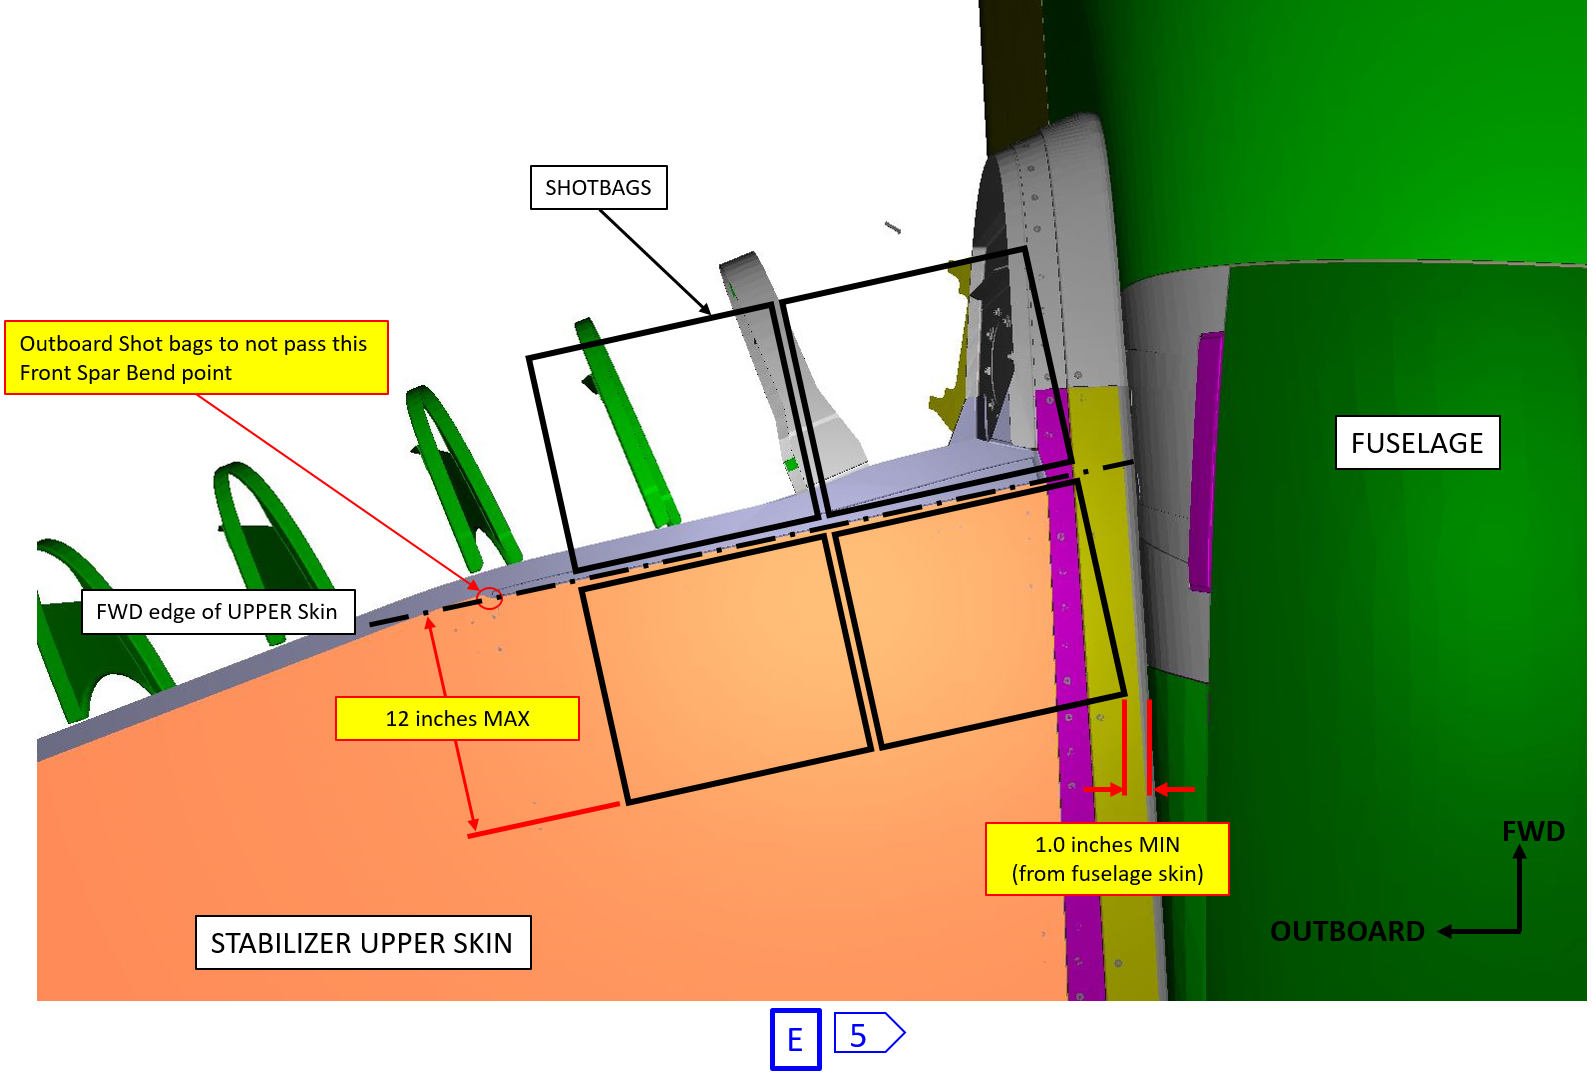 SHOTBAGS
Outboard Shot bags to not pass this
Front Spar Bend point
FUSELAGE
FWD edge of UPPER Skin
12 inches MAX
1.0 inches MIN
(from fuselage skin)
FWD
OUTBOARD
STABILIZER UPPER SKIN
E
5